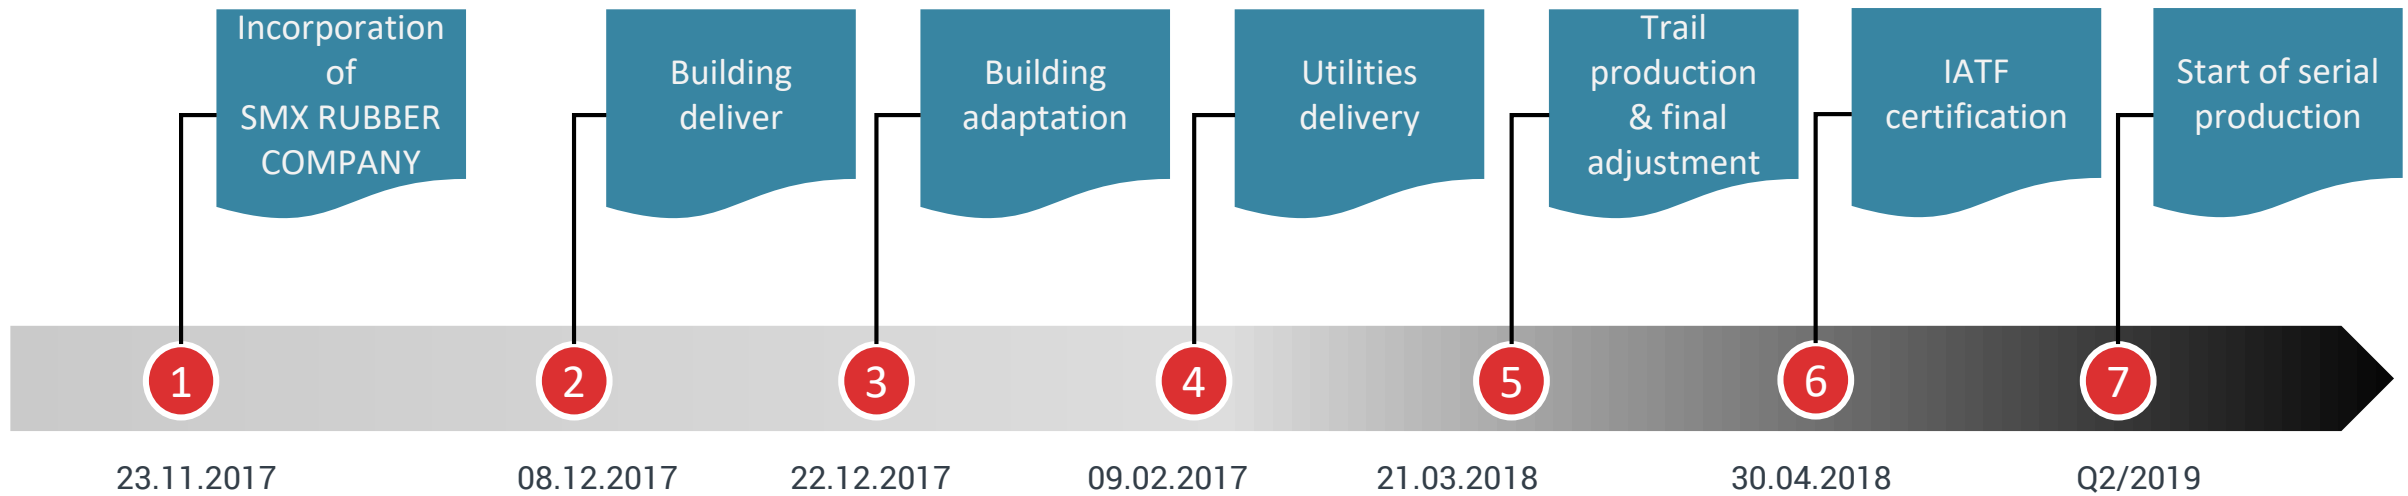 Incorporation
of
SMX RUBBER
COMPANY
Building
deliver
Building
adaptation
Utilities
delivery
Trail
production
& final
adjustment
IATF
certification
Start of serial
production
1
2
3
4
5
6
7
23.11.2017
08.12.2017
22.12.2017
09.02.2017
21.03.2018
30.04.2018
Q2/2019